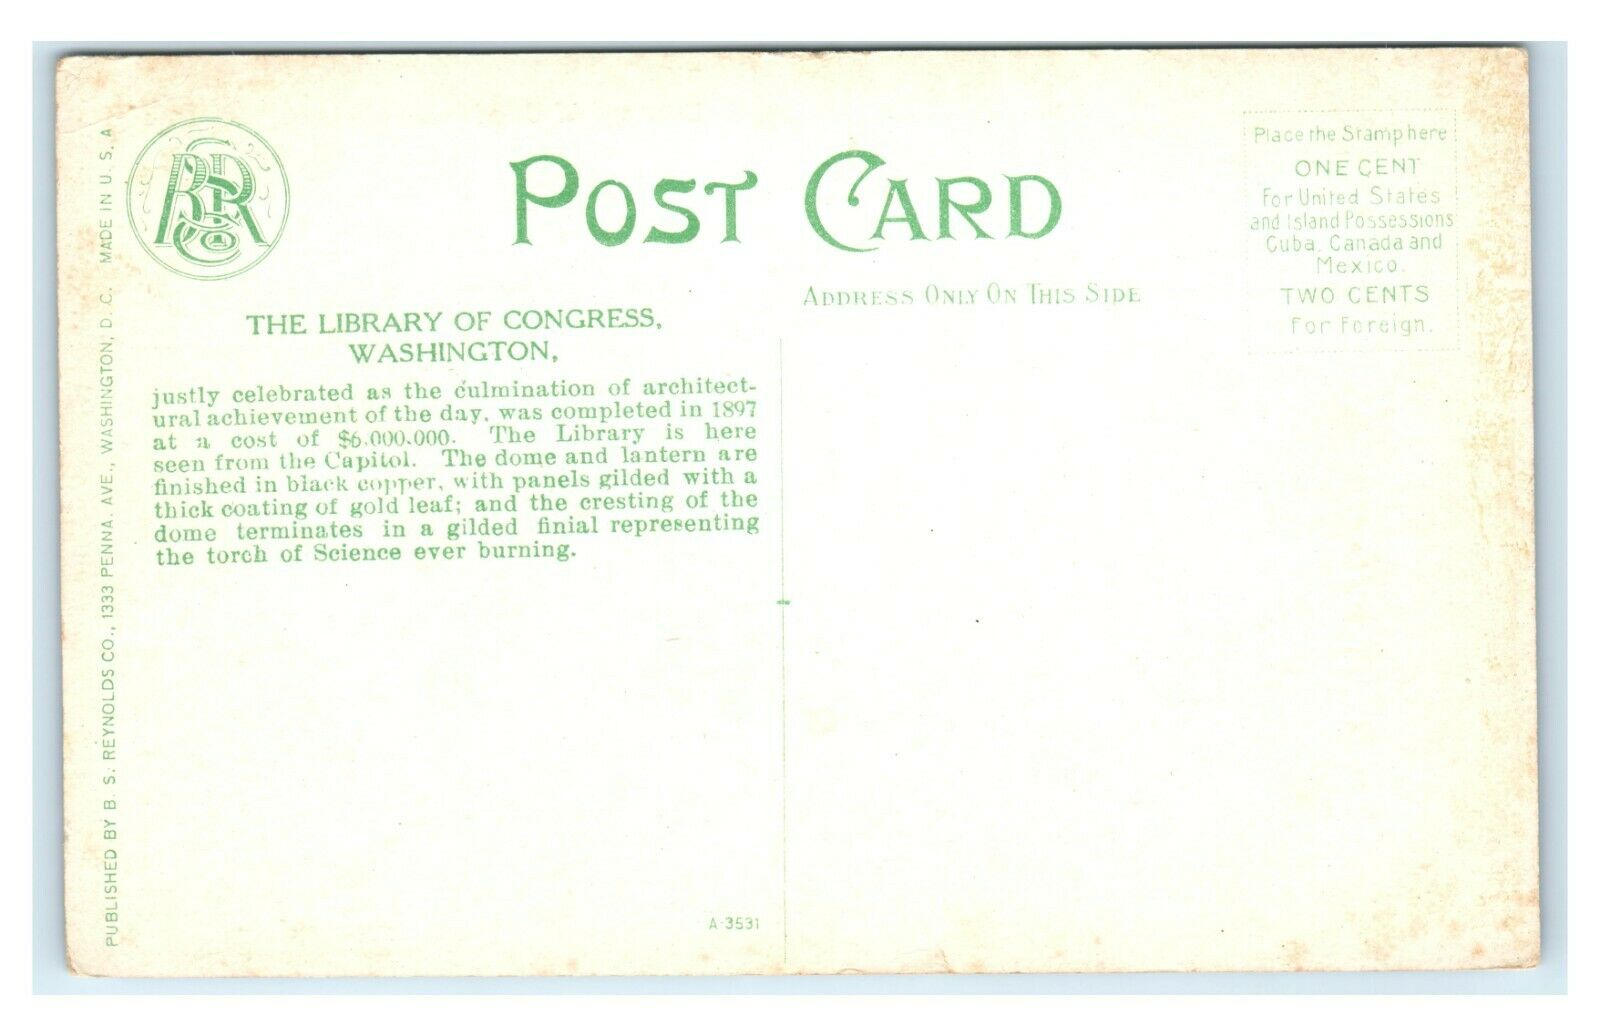 POST CARD
ADDRESS ONLY ON THIS SIDE
Place the Stamp here
ONE CENT
For United States
and Island Possessions
Cuba, Canada and
Mexico.
TWO CENTS
For Foreign.
BSR
Co
THE LIBRARY OF CONGRESS,
WASHINGTON,
justly celebrated as the culmination of architect-
ural achievement of the day, was completed in 1897
at a cost of $6.000.000. The Library is here
seen from the Capitol. The dome and lantern are
finished in black copper, with panels gilded with a
thick coating of gold leaf; and the cresting of the
dome terminates in a gilded finial representing
the torch of Science ever burning.
A-3531
PUBLISHED BY B. S. REYNOLDS CO., 1333 PENNA. AVE., WASHINGTON, D. C. MADE IN U. S. A